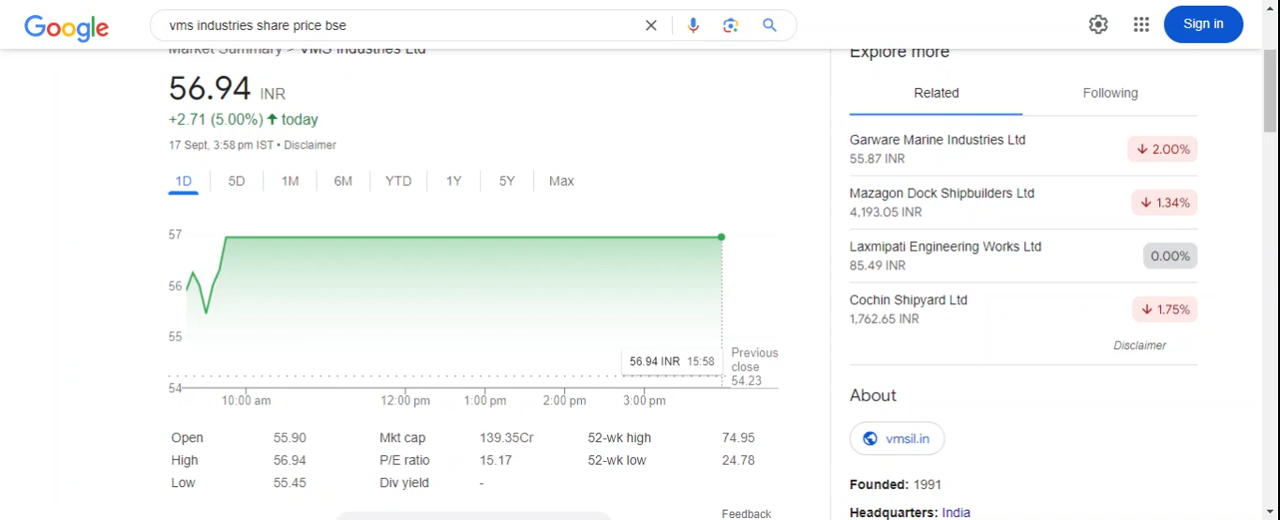 Google
vms industries share price bse
Sign in
Market Summary > VMS Industries Ltd
56.94 INR
+2.71 (5.00%) ↑ today
17 Sept, 3:58 pm IST • Disclaimer
1D 5D 1M 6M YTD 1Y 5Y Max
57
56
55
54
56.94 INR 15:58
Previous
close
54.23
10:00 am 12:00 pm 1:00 pm 2:00 pm 3:00 pm
Open 55.90 Mkt cap 139.35Cr 52-wk high 74.95
High 56.94 P/E ratio 15.17 52-wk low 24.78
Low 55.45 Div yield -
Feedback
Explore more
Related Following
Garware Marine Industries Ltd
55.87 INR
↓ 2.00%
Mazagon Dock Shipbuilders Ltd
4,193.05 INR
↓ 1.34%
Laxmipati Engineering Works Ltd
85.49 INR
0.00%
Cochin Shipyard Ltd
1,762.65 INR
↓ 1.75%
Disclaimer
About
vmsil.in
Founded: 1991
Headquarters: India